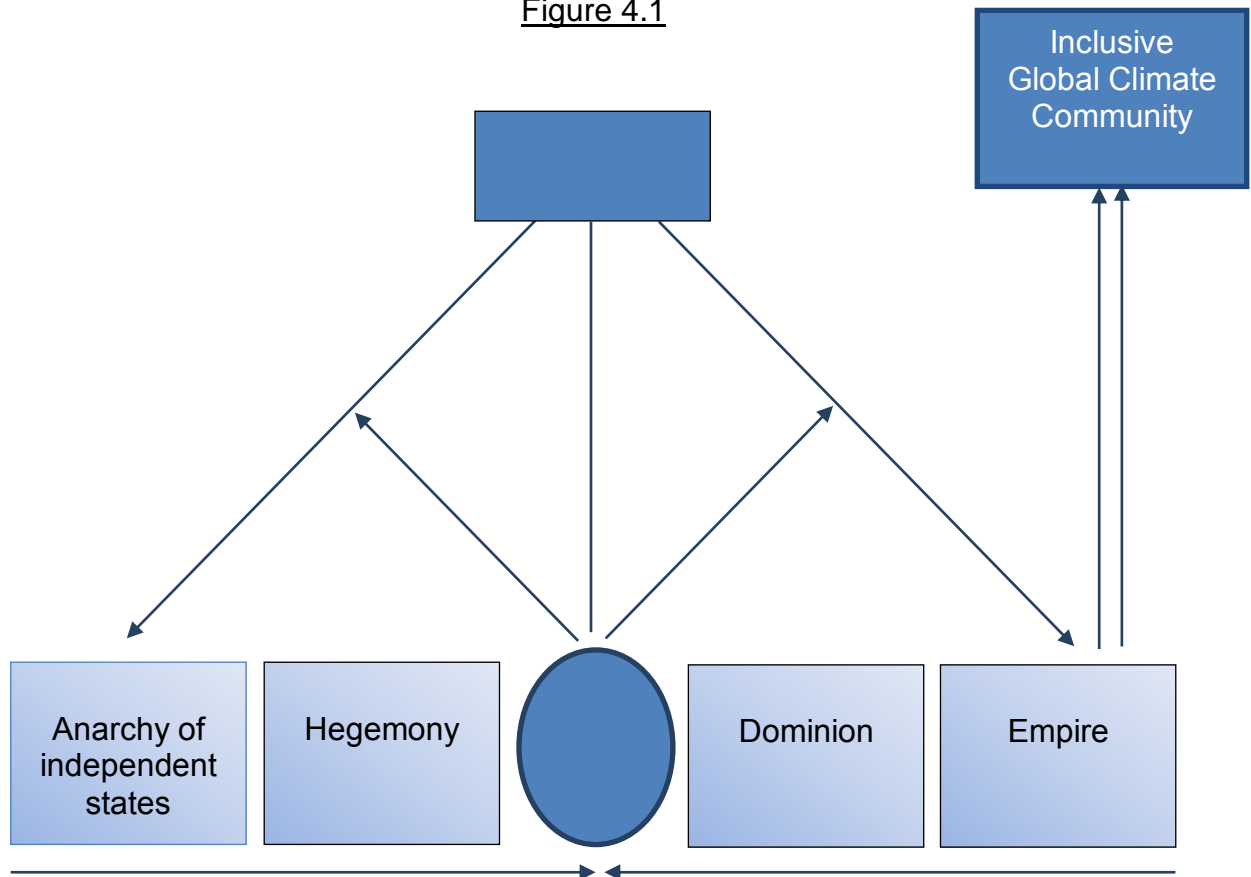 Figure 4.1
Inclusive
Global Climate
Community
Anarchy of
independent
states
Hegemony
Dominion
Empire